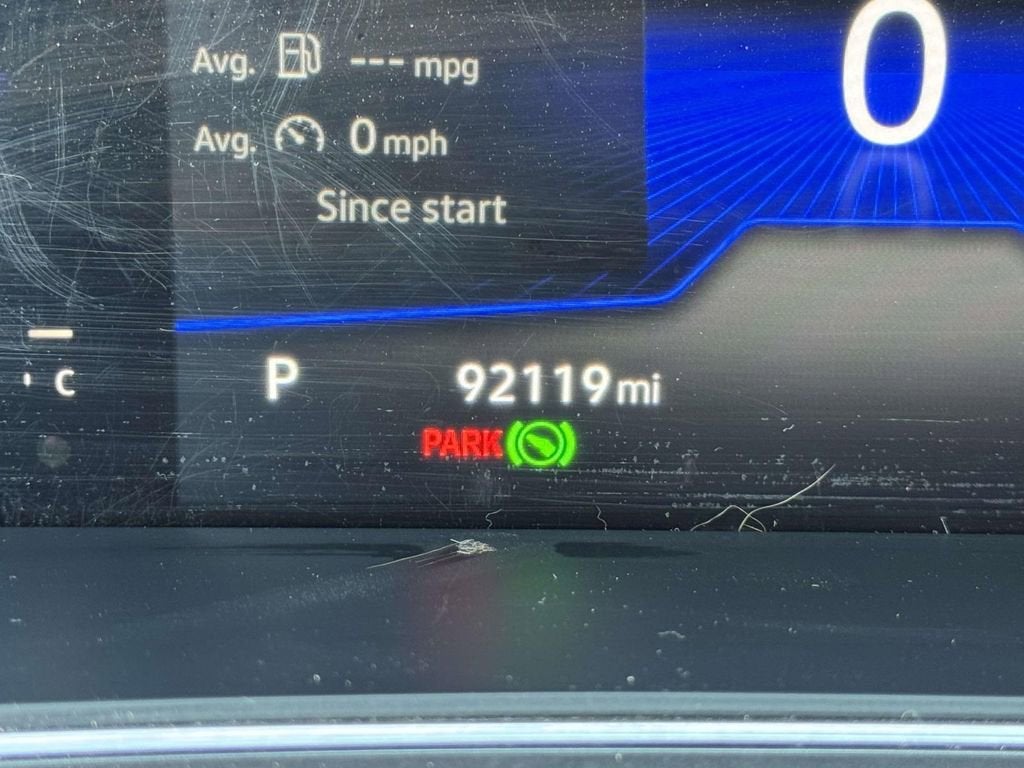 Avg. --- mpg
0
Avg. 0 mph
Since start
C
P 92119 mi
PARK